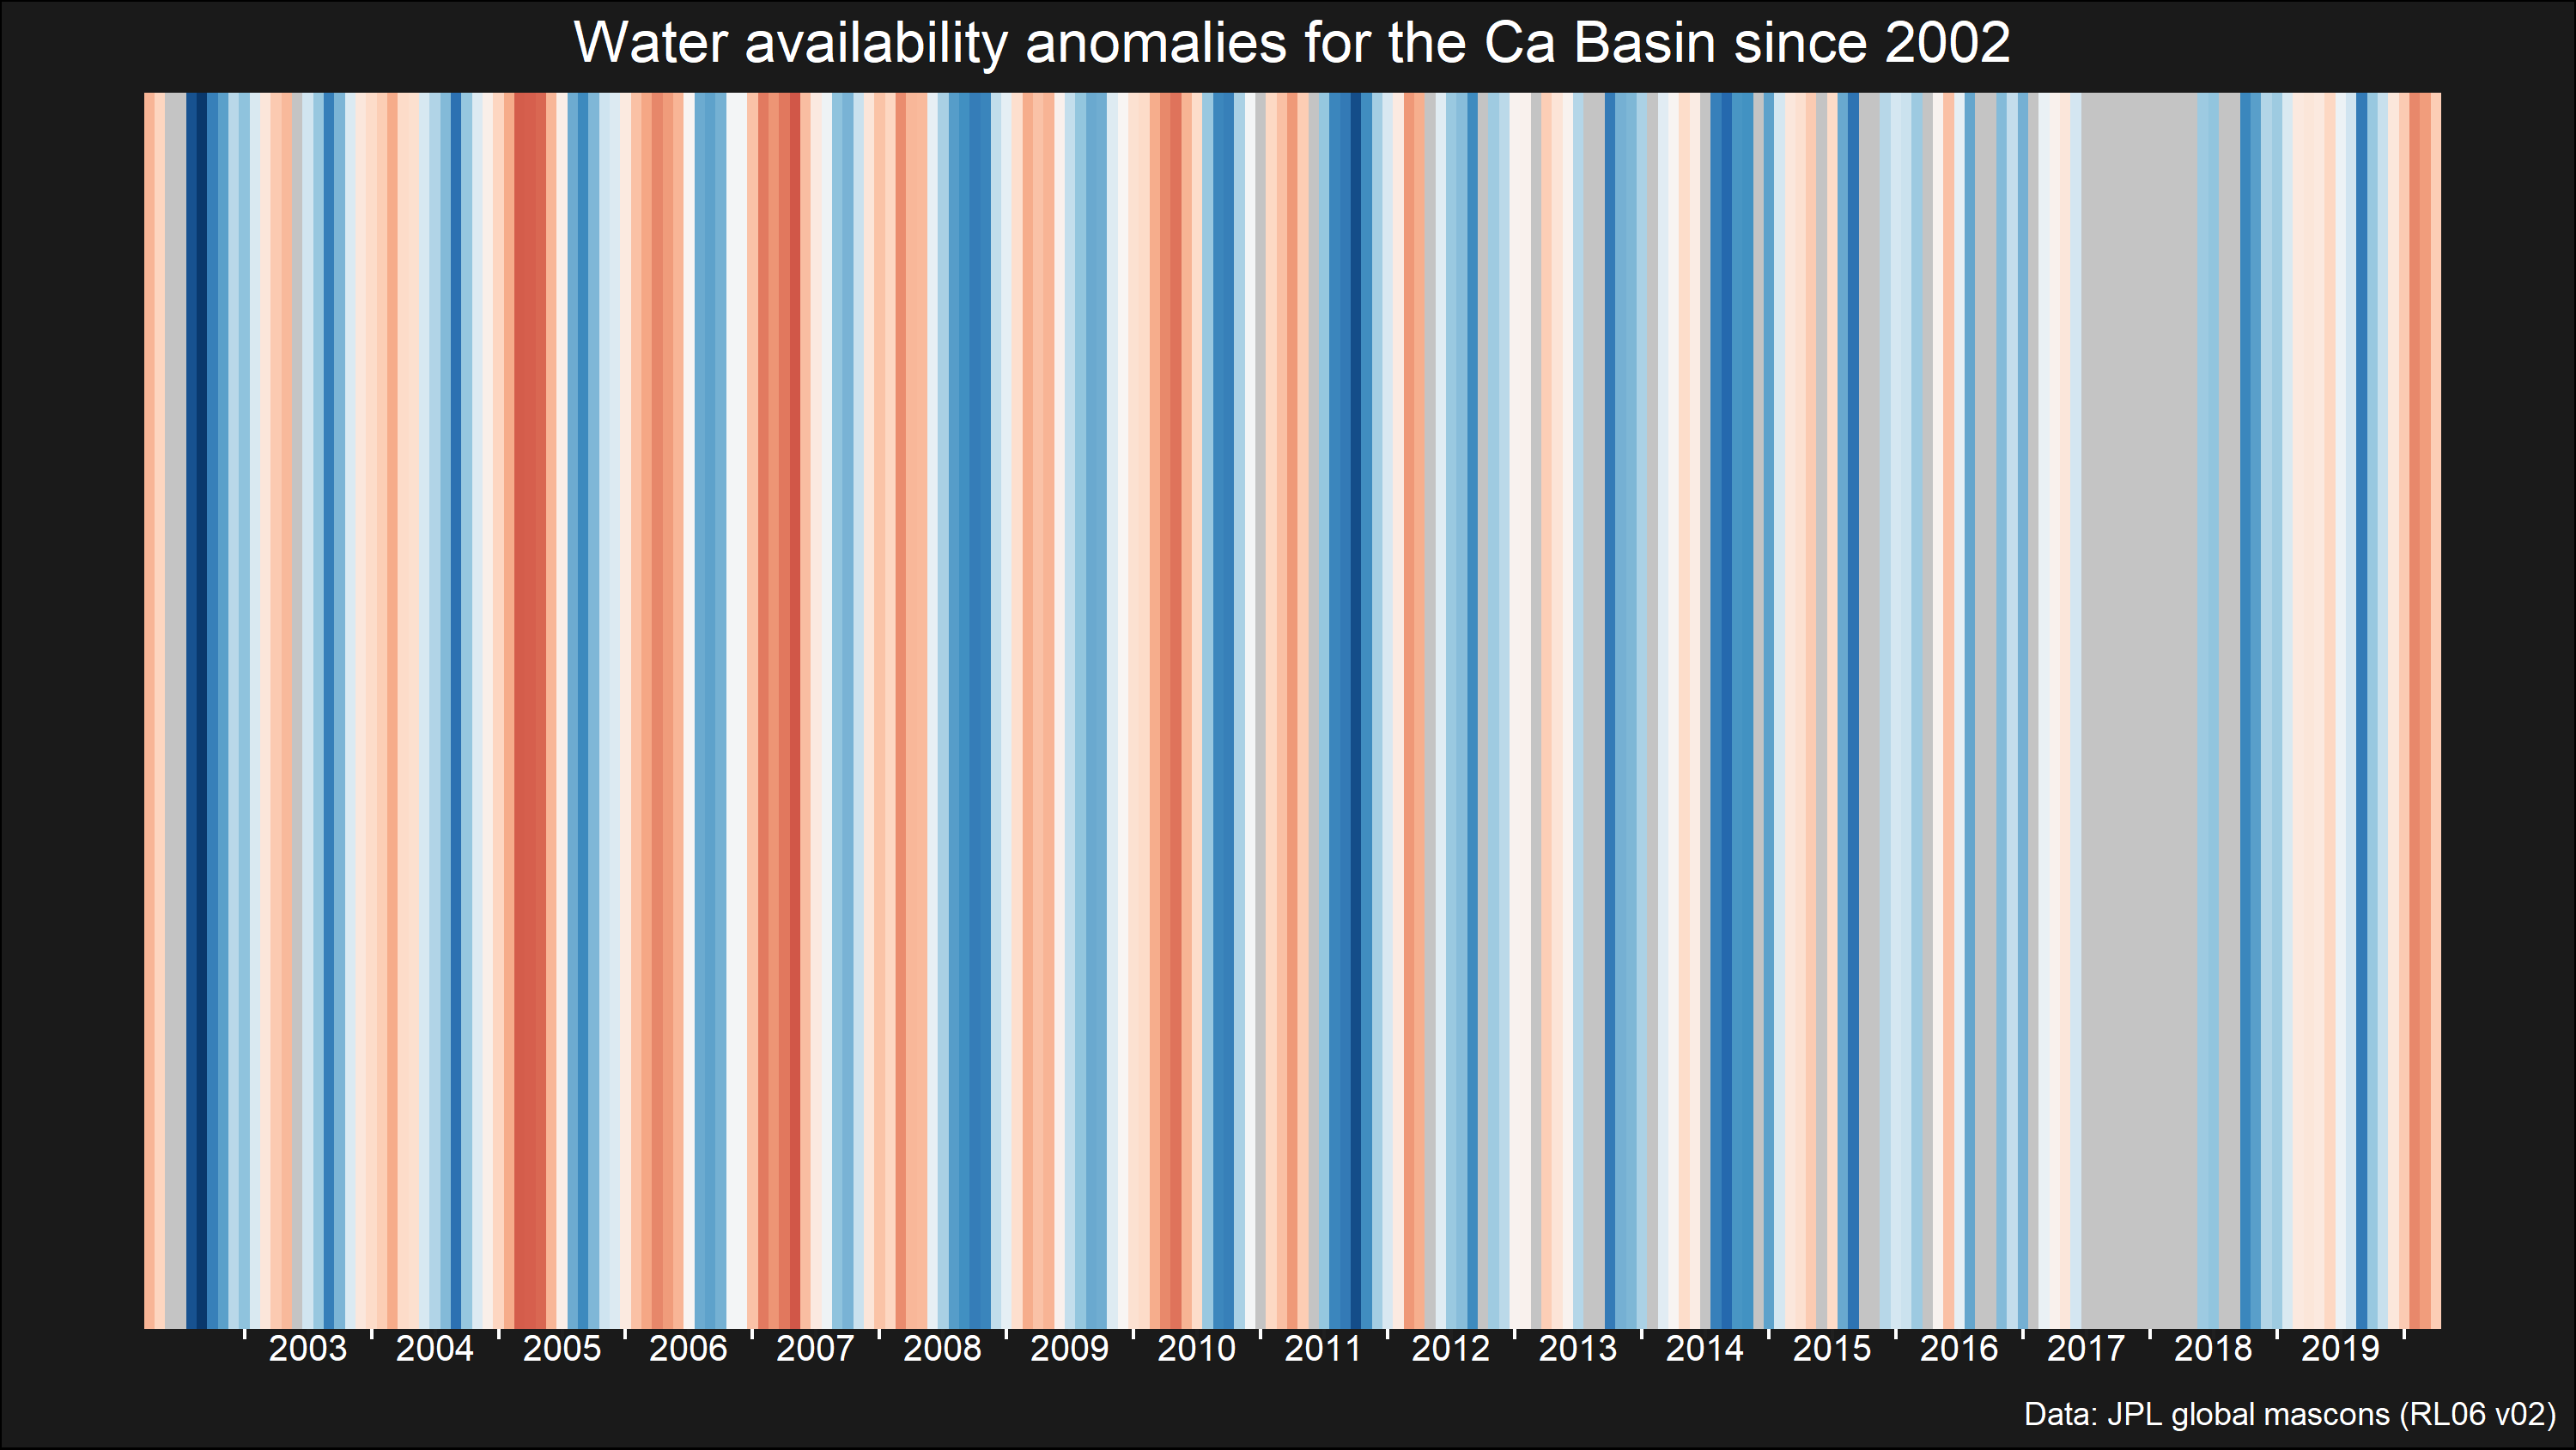 Water availability anomalies for the Ca Basin since 2002
2003 2004 2005 2006 2007 2008 2009 2010 2011 2012 2013 2014 2015 2016 2017 2018 2019
Data: JPL global mascons (RL06 v02)